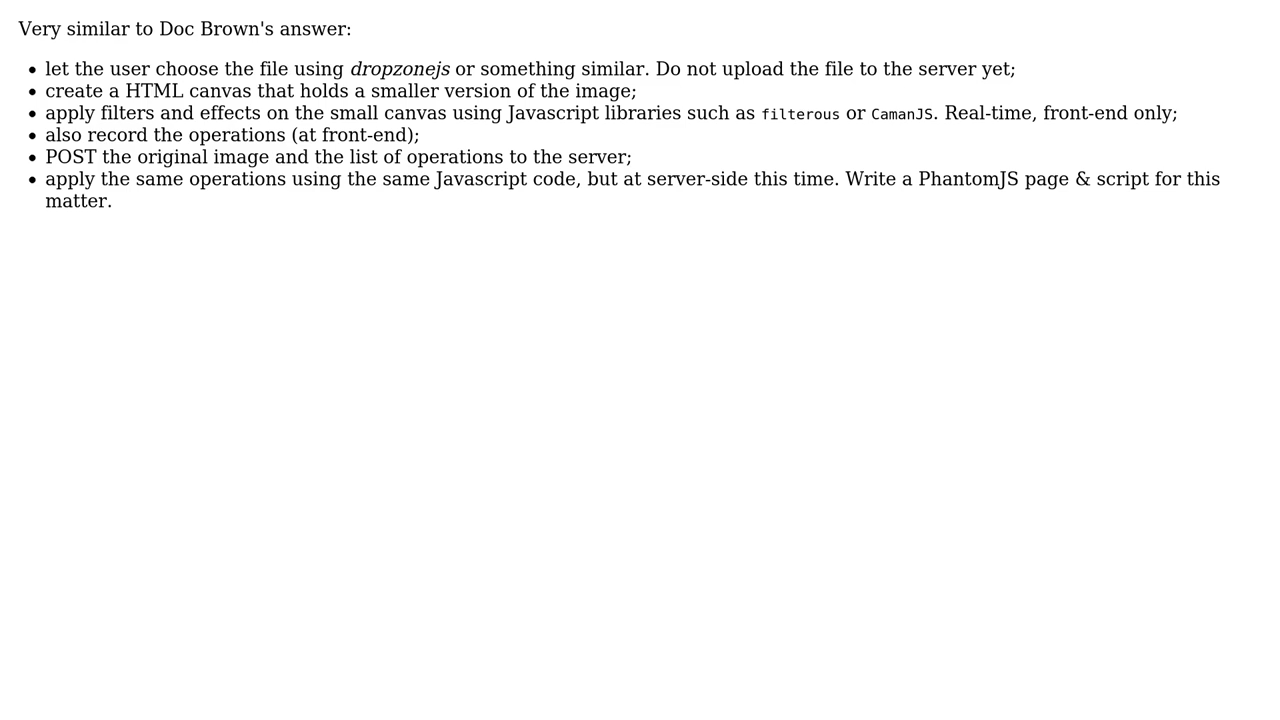 Very similar to Doc Brown's answer:
• let the user choose the file using dropzonejs or something similar. Do not upload the file to the server yet;
• create a HTML canvas that holds a smaller version of the image;
• apply filters and effects on the small canvas using Javascript libraries such as filterous or CamanJS. Real-time, front-end only;
• also record the operations (at front-end);
• POST the original image and the list of operations to the server;
• apply the same operations using the same Javascript code, but at server-side this time. Write a PhantomJS page & script for this
matter.